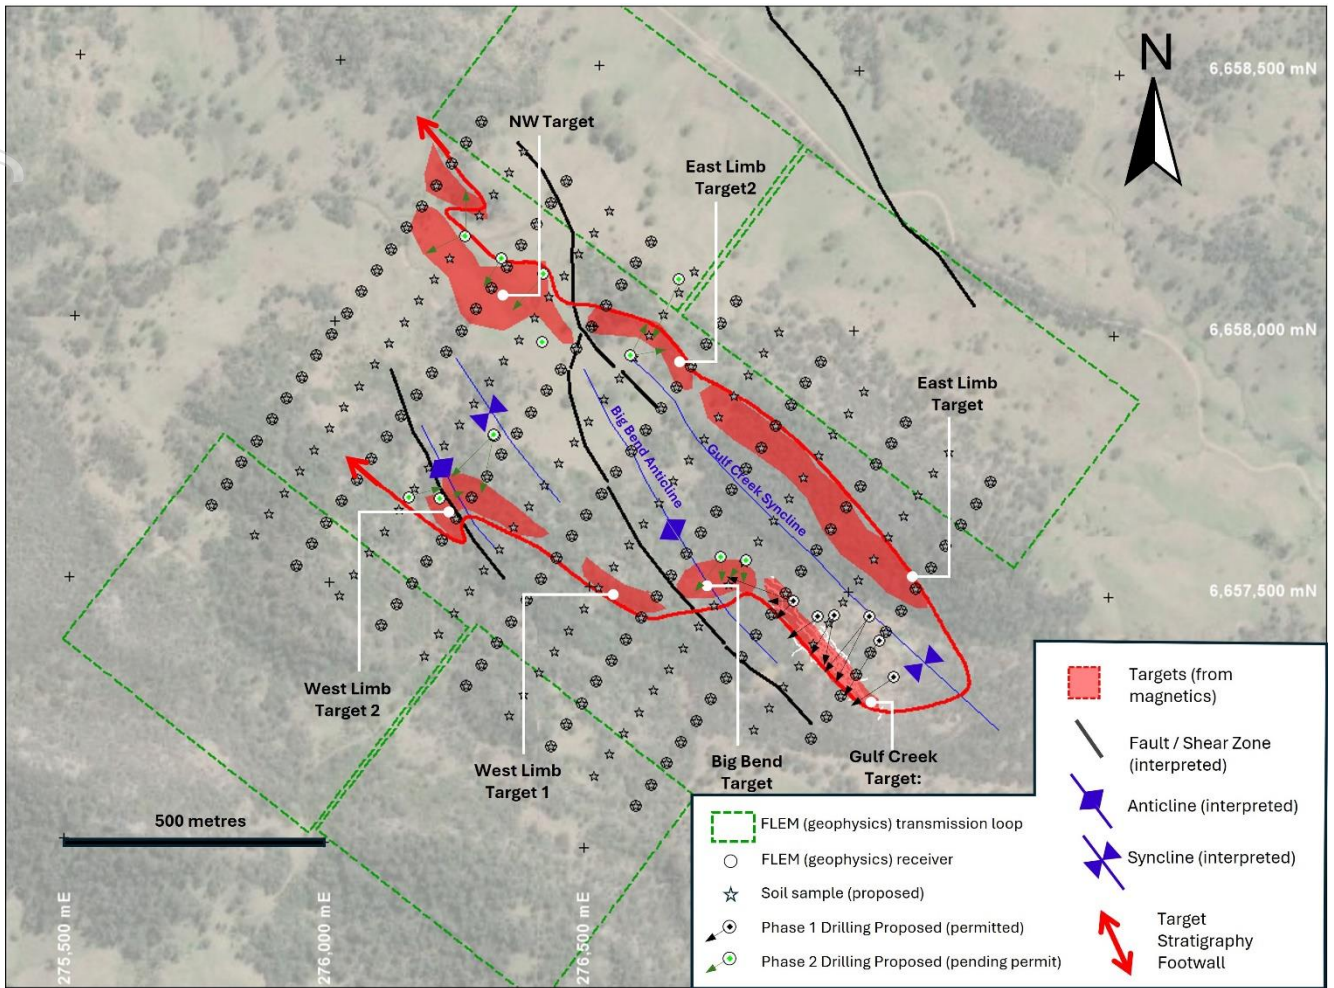 N
6,658,500 mN
NW Target
East Limb
Target2
6,658,000 mN
East Limb
Target
Big Bend Anticline
Gulf Creek Syncline
6,657,500 mN
West Limb
Target 2
West Limb
Target 1
Big Bend
Target
Gulf Creek
Target:
500 metres
275,500 mE
276,000 mE
276,500 mE
FLEM (geophysics) transmission loop
FLEM (geophysics) receiver
Soil sample (proposed)
Phase 1 Drilling Proposed (permitted)
Phase 2 Drilling Proposed (pending permit)
Targets (from
magnetics)
Fault / Shear Zone
(interpreted)
Anticline (interpreted)
Syncline (interpreted)
Target
Stratigraphy
Footwall